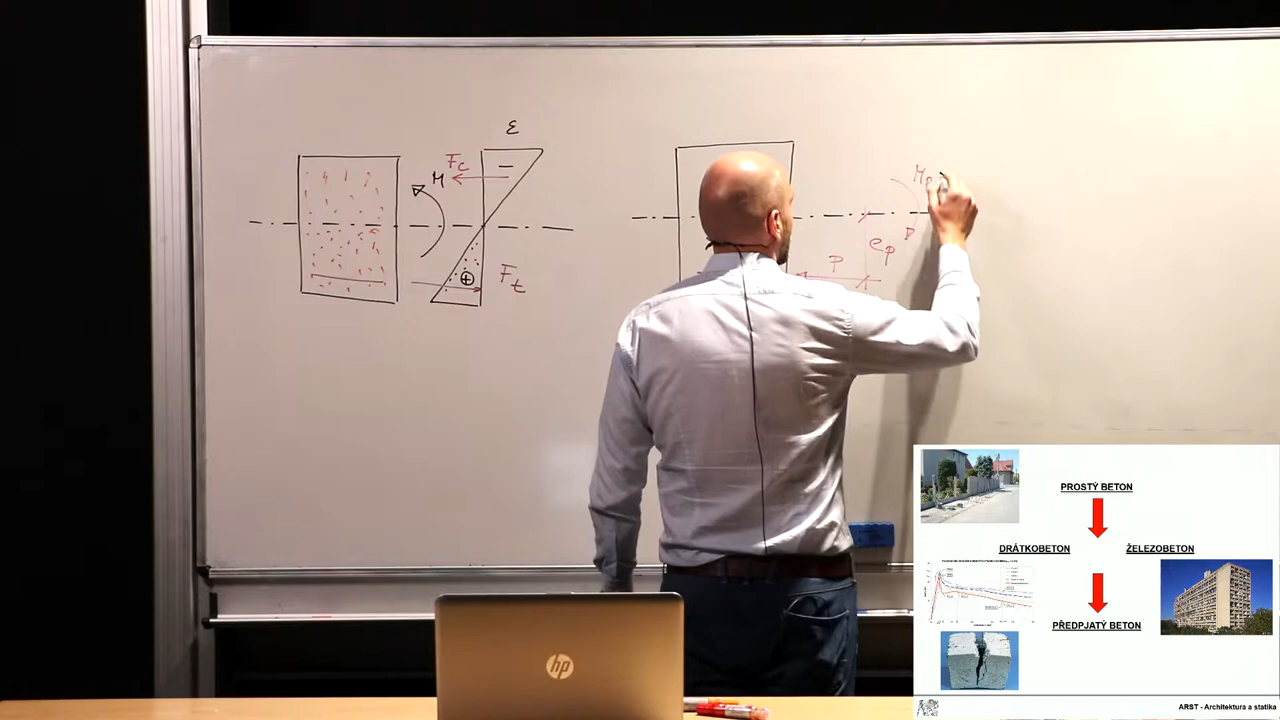 ε
Fc
M
Ft
Mp
ep
P
hp
PROSTÝ BETON
DRÁTKOBETON
ŽELEZOBETON
PŘEDPJATÝ BETON
ARST - Architektura a statika